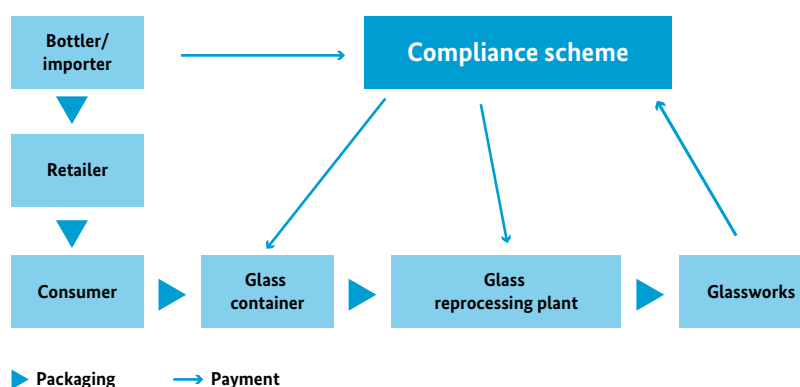 Bottler/
importer
Compliance scheme
Retailer
Consumer
Glass
container
Glass
reprocessing plant
Glassworks
Packaging
Payment